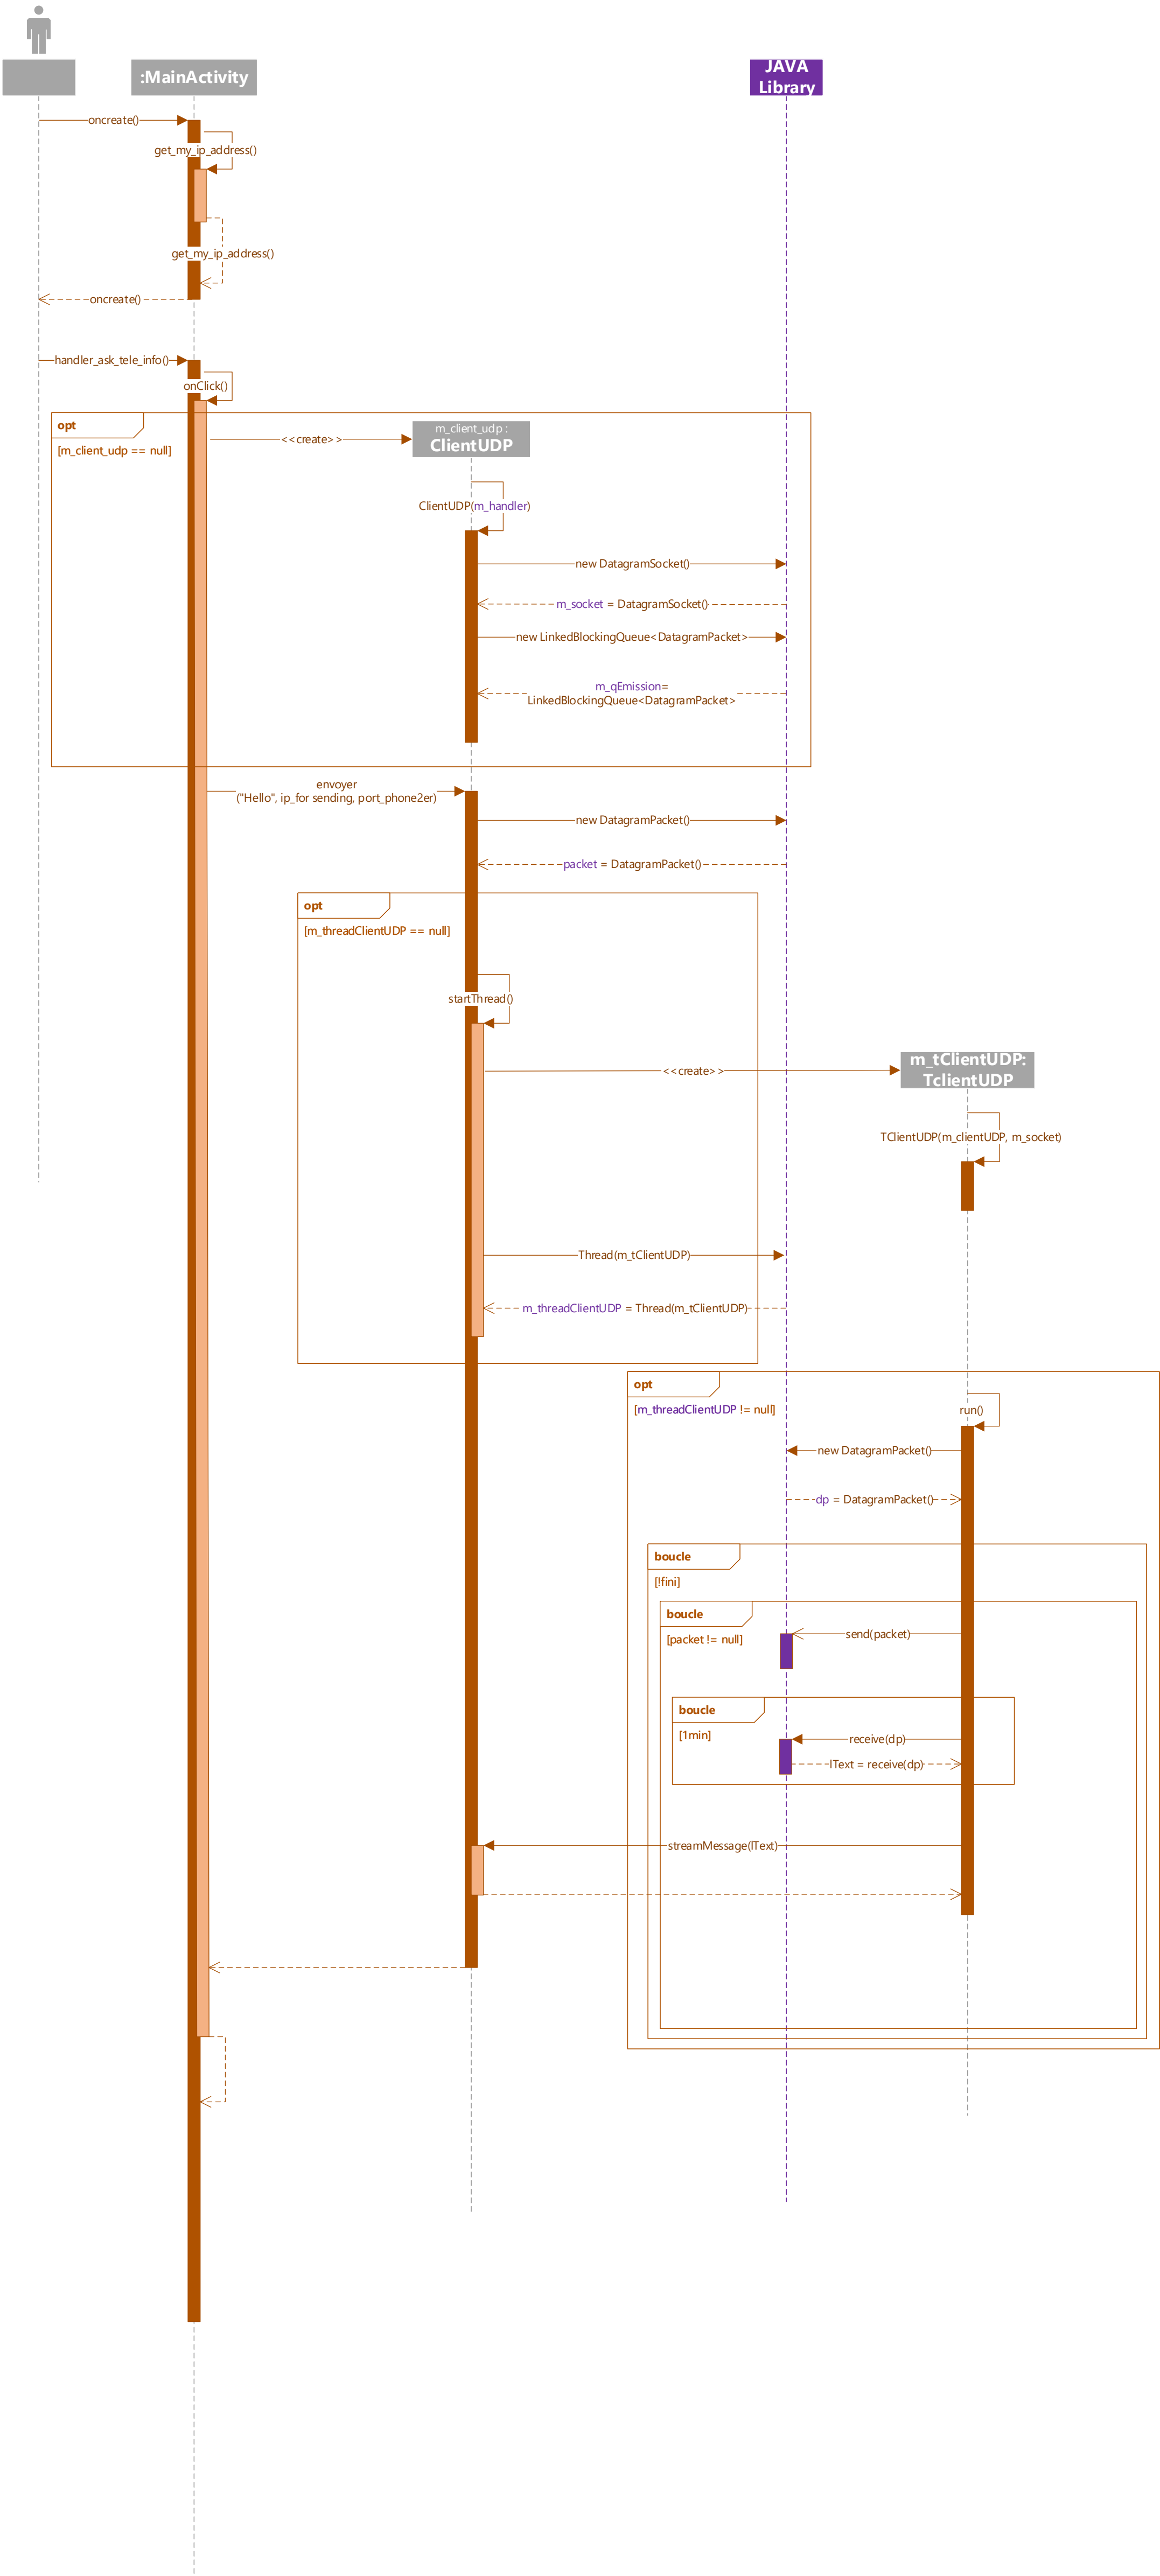 :MainActivity
JAVA
Library
oncreate()
get_my_ip_address()
get_my_ip_address()
oncreate()
handler_ask_tele_info()
onClick()
opt
[m_client_udp == null]
<<create>>
m_client_udp :
ClientUDP
ClientUDP(m_handler)
new DatagramSocket()
m_socket = DatagramSocket()
new LinkedBlockingQueue<DatagramPacket>
m_qEmission=
LinkedBlockingQueue<DatagramPacket>
envoyer
("Hello", ip_for sending, port_phone2er)
new DatagramPacket()
packet = DatagramPacket()
opt
[m_threadClientUDP == null]
startThread()
<<create>>
m_tClientUDP:
TclientUDP
TClientUDP(m_clientUDP, m_socket)
Thread(m_tClientUDP)
m_threadClientUDP = Thread(m_tClientUDP)
opt
[m_threadClientUDP != null]
run()
new DatagramPacket()
dp = DatagramPacket()
boucle
[!fini]
boucle
[packet != null]
send(packet)
boucle
[1min]
receive(dp)
lText = receive(dp)
streamMessage(lText)